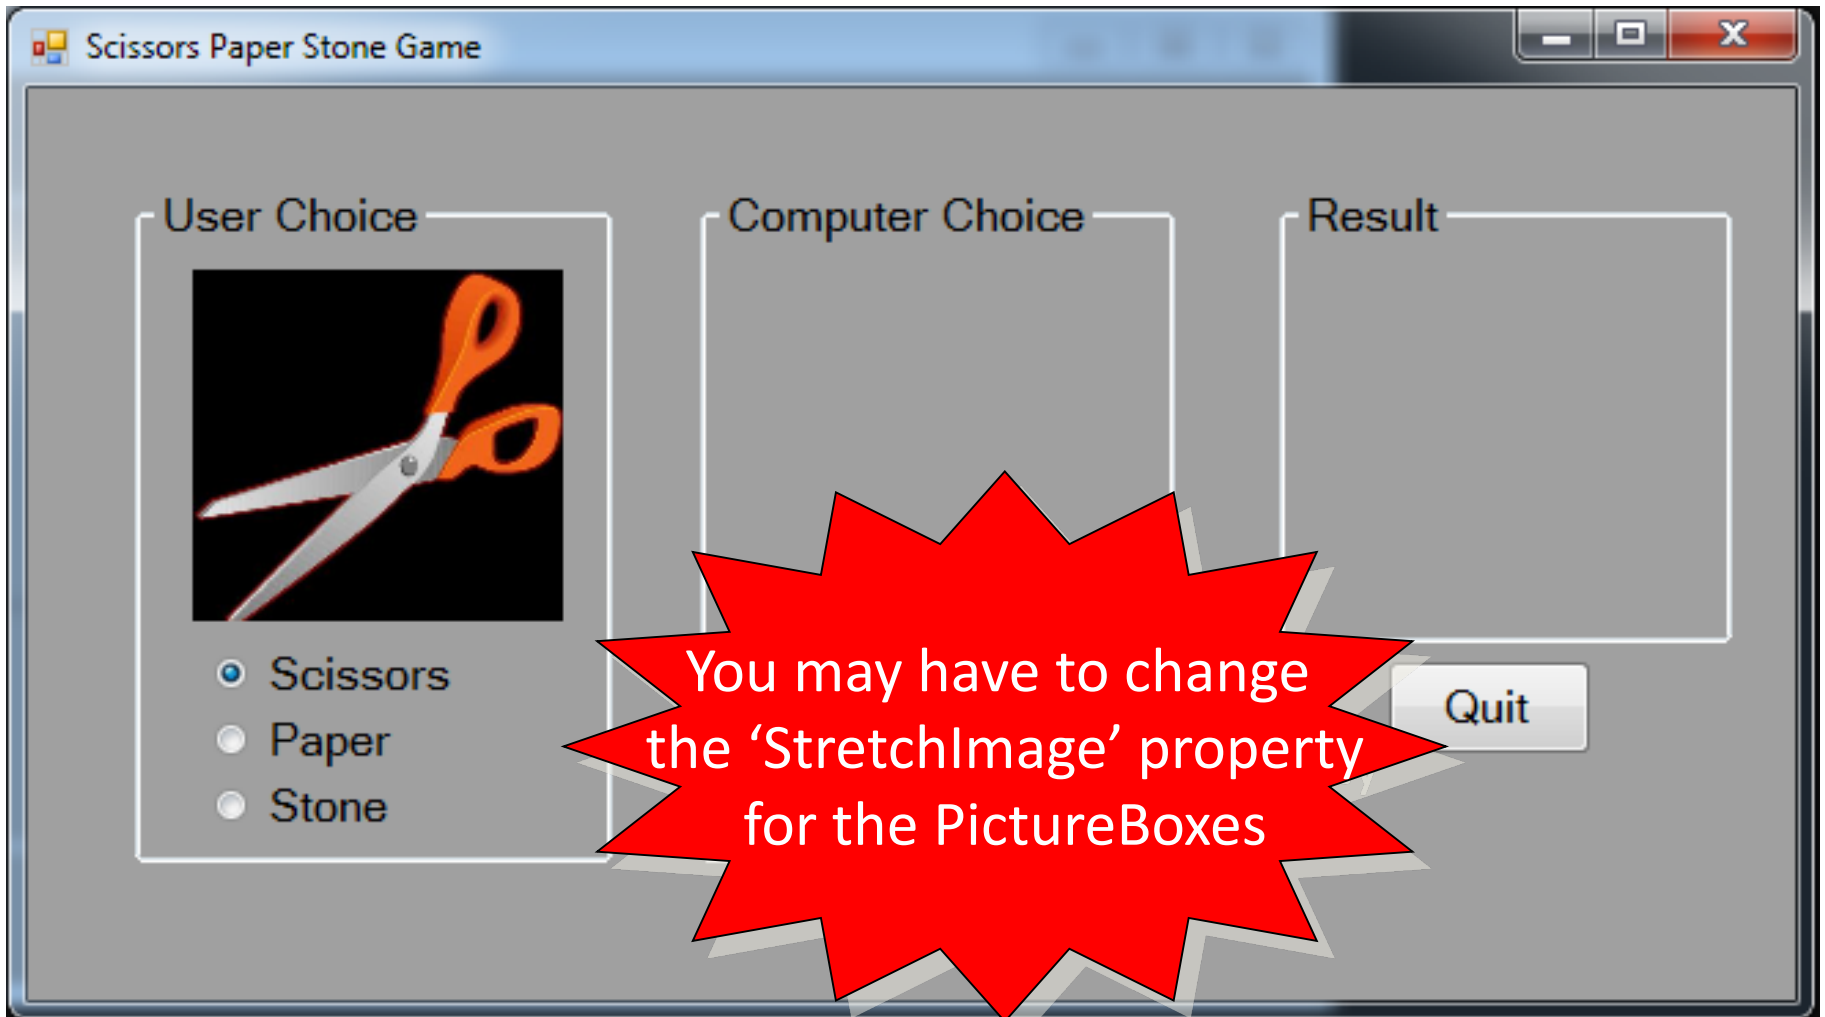 Scissors Paper Stone Game
User Choice
Computer Choice
Result
Scissors
Paper
Stone
You may have to change
the ‘StretchImage’ property
for the PictureBoxes
Quit